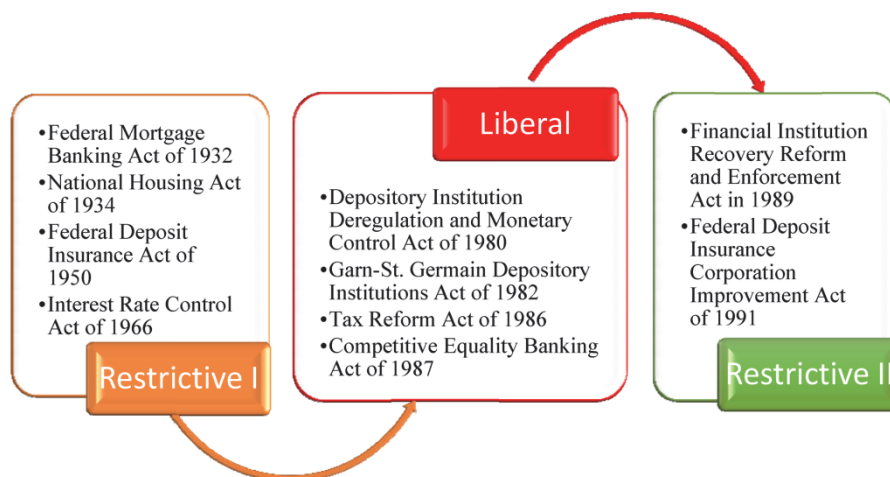 •Federal Mortgage
Banking Act of 1932
•National Housing Act
of 1934
•Federal Deposit
Insurance Act of
1950
•Interest Rate Control
Act of 1966
Restrictive I
Liberal
•Depository Institution
Deregulation and Monetary
Control Act of 1980
•Garn-St. Germain Depository
Institutions Act of 1982
•Tax Reform Act of 1986
•Competitive Equality Banking
Act of 1987
•Financial Institution
Recovery Reform
and Enforcement
Act in 1989
•Federal Deposit
Insurance
Corporation
Improvement Act
of 1991
Restrictive II